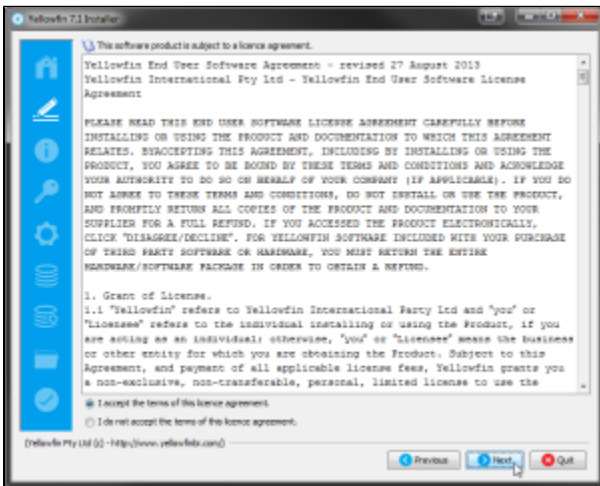 Yellowfin 7.1 Installer
This software product is subject to a licence agreement.
Yellowfin End User Software Agreement - revised 27 August 2013
Yellowfin International Pty Ltd - Yellowfin End User Software License
Agreement
PLEASE READ THIS END USER SOFTWARE LICENSE AGREEMENT CAREFULLY BEFORE
INSTALLING OR USING THE PRODUCT AND DOCUMENTATION TO WHICH THIS AGREEMENT
RELATES. BYACCEPTING THIS AGREEMENT, INCLUDING BY INSTALLING OR USING THE
PRODUCT, YOU AGREE TO BE BOUND BY THESE TERMS AND CONDITIONS AND ACKNOWLEDGE
YOUR AUTHORITY TO DO SO ON BEHALF OF YOUR COMPANY (IF APPLICABLE). IF YOU DO
NOT AGREE TO THESE TERMS AND CONDITIONS, DO NOT INSTALL OR USE THE PRODUCT,
AND PROMPTLY RETURN ALL COPIES OF THE PRODUCT AND DOCUMENTATION TO YOUR
SUPPLIER FOR A FULL REFUND. IF YOU ACCESSED THE PRODUCT ELECTRONICALLY,
CLICK "DISAGREE/DECLINE". FOR YELLOWFIN SOFTWARE INCLUDED WITH YOUR PURCHASE
OF THIRD PARTY SOFTWARE OR HARDWARE, YOU MUST RETURN THE ENTIRE
HARDWARE/SOFTWARE PACKAGE IN ORDER TO OBTAIN A REFUND.
1. Grant of License.
1.1 "Yellowfin" refers to Yellowfin International Party Ltd and "you" or
"Licensee" refers to the individual installing or using the Product, if you
are acting as an individual; otherwise, "you" or "Licensee" means the business
or other entity for which you are obtaining the Product. Subject to this
Agreement, and payment of all applicable license fees, Yellowfin grants you
a non-exclusive, non-transferable, personal, limited license to use the
I accept the terms of this licence agreement.
I do not accept the terms of this licence agreement.
(Yellowfin Pty Ltd (c) - http://www.yellowfinbi.com/)
Previous Next Quit